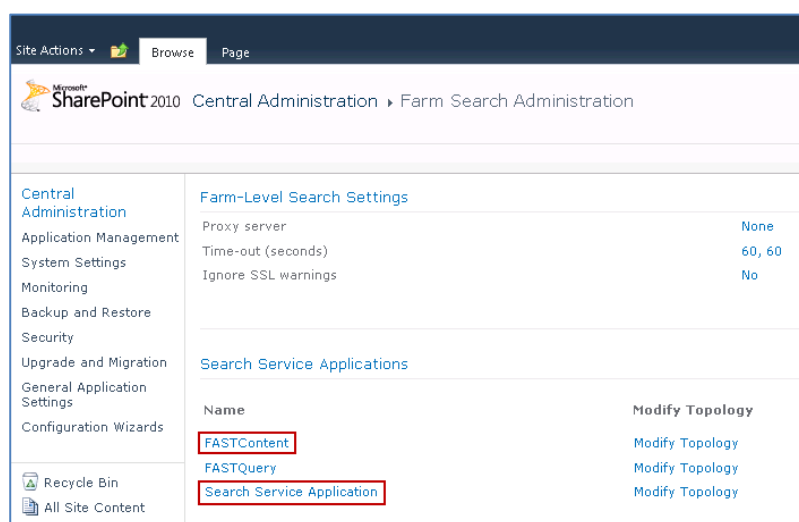 Site Actions Browse Page
Microsoft
SharePoint 2010 Central Administration Farm Search Administration
Central
Administration
Application Management
System Settings
Monitoring
Backup and Restore
Security
Upgrade and Migration
General Application
Settings
Configuration Wizards
Recycle Bin
All Site Content
Farm-Level Search Settings
Proxy server None
Time-out (seconds) 60, 60
Ignore SSL warnings No
Search Service Applications
Name Modify Topology
FASTContent Modify Topology
FASTQuery Modify Topology
Search Service Application Modify Topology